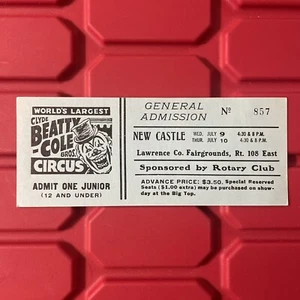 WORLD'S LARGEST
CLYDE
BEATTY
COLE
BROS.
CIRCUS
ADMIT ONE JUNIOR
(12 AND UNDER)
GENERAL
ADMISSION
No 857
NEW CASTLE
WED. JULY 9 4:30 & 8 P.M.
THUR. JULY 10 4:30 & 8 P.M.
Lawrence Co. Fairgrounds, Rt. 108 East
Sponsored by Rotary Club
ADVANCE PRICE: $3.50, Special Reserved
Seats ($1.00 extra) may be purchased on show-
day at the Big Top.